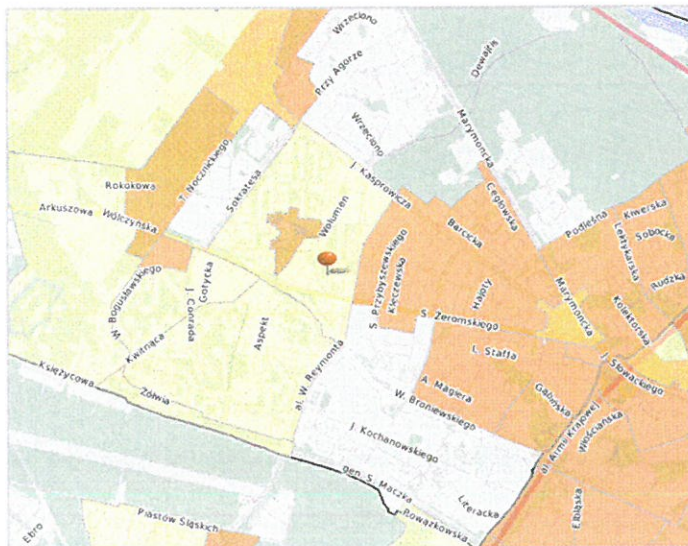 Wrzeciono
Przy Agorze
Dewajtis
Wrzeciono
Marymoncka
J. Kasprowicza
T. Nocznickiego
Sokratesa
Cegłowska
Rokokowa
Wolumen
Barcicka
Podleśna
Kiwerska
Lektykarska
Sobocka
Arkuszowa
Wólczyńska
Rudzka
S. Przybyszewskiego
Kleczewska
Hajoty
Marymoncka
Kolektorska
M. Bogusławskiego
J. Conrada
Gotycka
Kwitnąca
Aspekt
S. Żeromskiego
L. Staffa
J. Słowackiego
al. W. Reymonta
Księżycowa
Żółwia
A. Magiera
W. Broniewskiego
Gąbińska
al. Armii Krajowej
Włościańska
J. Kochanowskiego
gen. S. Maczka
Literacka
Elbląska
Powązkowska
Piastów Śląskich
Ebro